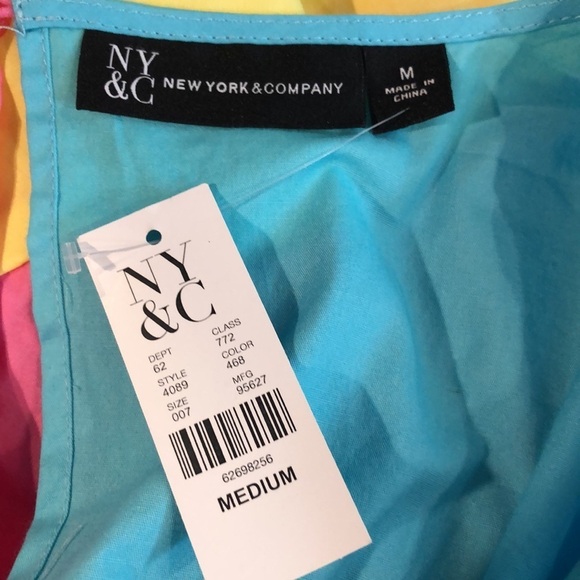 NY
&C
NEW YORK & COMPANY
M
MADE IN
CHINA
NY
&C
DEPT CLASS
62 772
STYLE COLOR
4089 468
SIZE MFG
007 95627
62698256
MEDIUM